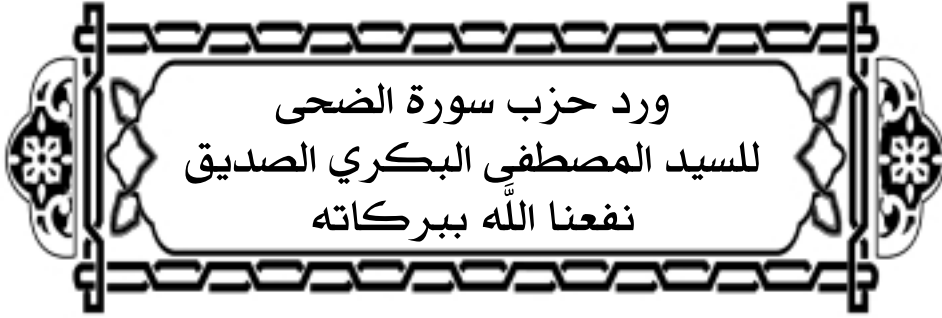 ورد حزب سورة الضحى
للسيد المصطفى البكري الصديق
نفعنا اللَّه ببركاته